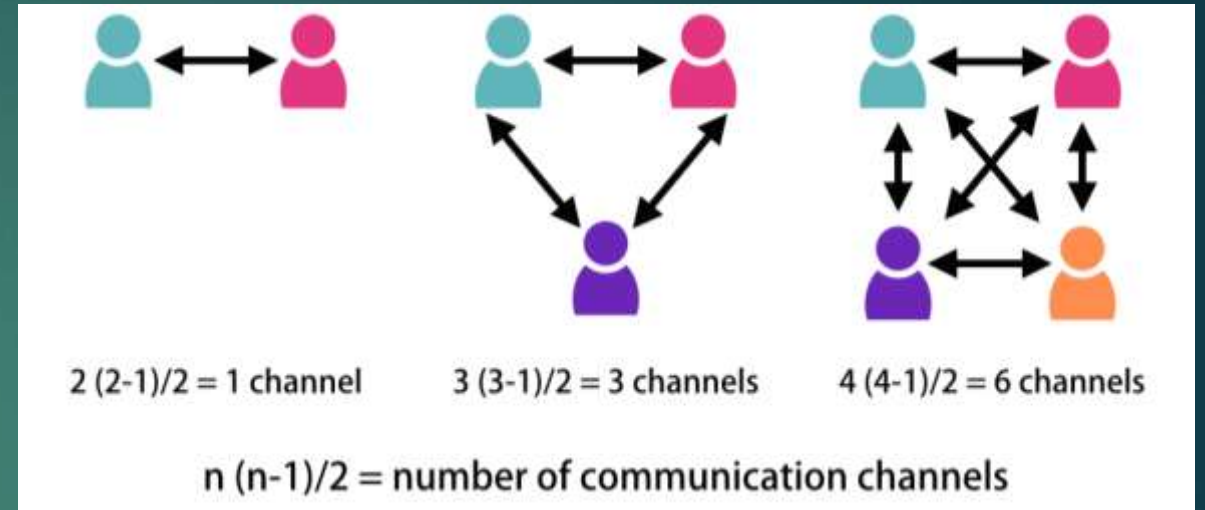 2 (2-1)/2 = 1 channel
3 (3-1)/2 = 3 channels
4 (4-1)/2 = 6 channels
n (n-1)/2 = number of communication channels